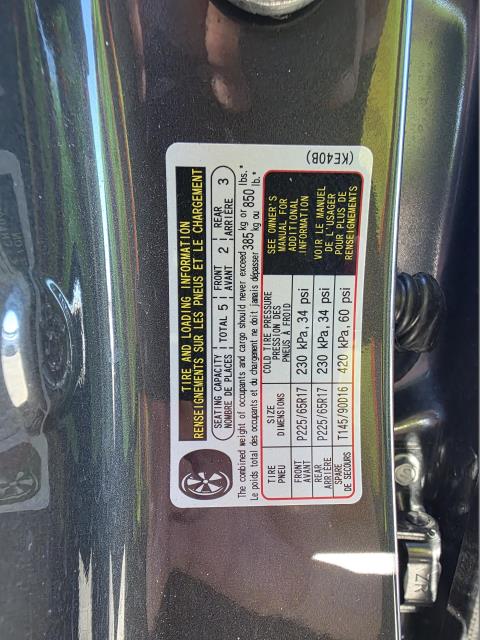 TIRE AND LOADING INFORMATION
RENSEIGNEMENTS SUR LES PNEUS ET LE CHARGEMENT
SEATING CAPACITY TOTAL 5 FRONT 2 REAR 3
NOMBRE DE PLACES AVANT ARRIÈRE
The combined weight of occupants and cargo should never exceed 385 kg or 850 lbs.*
Le poids total des occupants et du chargement ne doit jamais dépasser kg ou lb.*
TIRE SIZE COLD TIRE PRESSURE
PNEU DIMENSIONS PRESSION DES
PNEUS À FROID
FRONT P225/65R17 230 kPa, 34 psi
AVANT
REAR P225/65R17 230 kPa, 34 psi
ARRIÈRE
SPARE T145/90D16 420 kPa, 60 psi
DE SECOURS
SEE OWNER'S
MANUAL FOR
ADDITIONAL
INFORMATION
VOIR LE MANUEL
DE L'USAGER
POUR PLUS DE
RENSEIGNEMENTS
(KE40B)